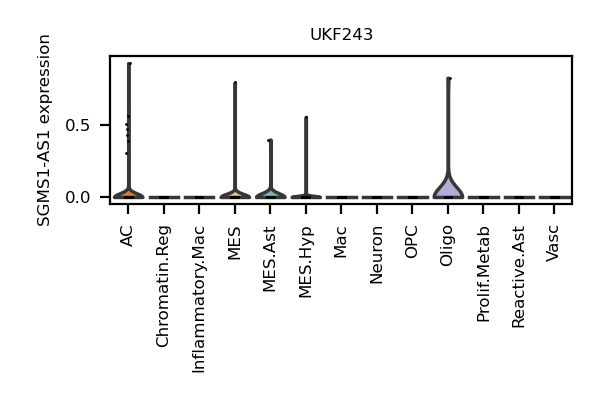 UKF243
SGMS1-AS1 expression
0.5
0.0
AC
Chromatin.Reg
Inflammatory.Mac
MES
MES.Ast
MES.Hyp
Mac
Neuron
OPC
Oligo
Prolif.Metab
Reactive.Ast
Vasc